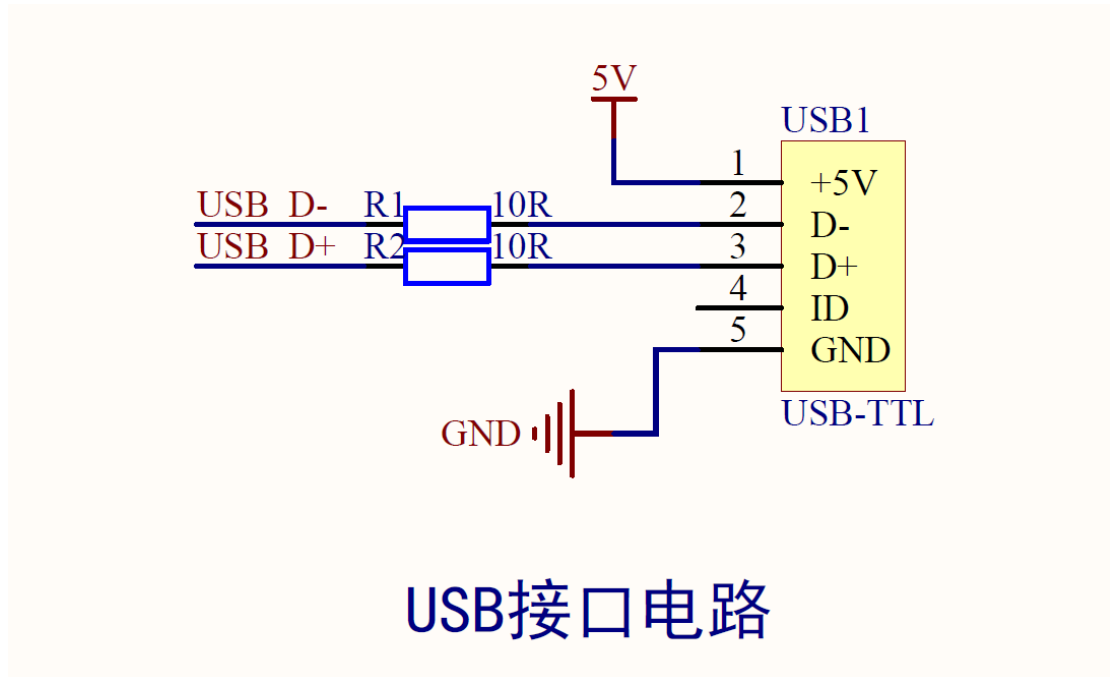 5V
USB1
1 +5V
USB D- R1 10R 2 D-
USB D+ R2 10R 3 D+
4 ID
5 GND
USB-TTL
GND
USB接口电路